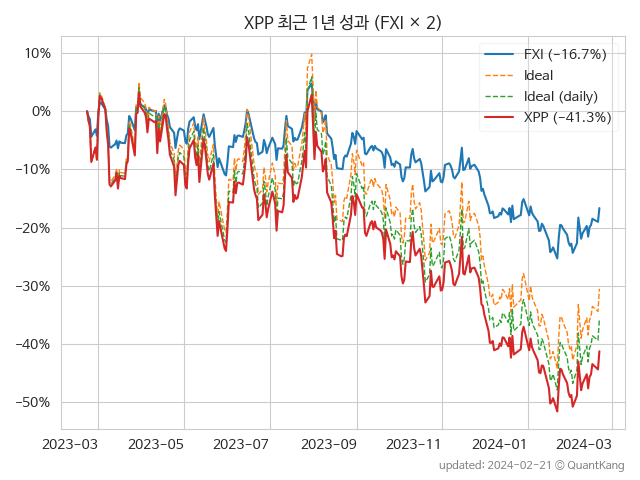 XPP 최근 1년 성과 (FXI × 2)
FXI (−16.7%)
Ideal
Ideal (daily)
XPP (−41.3%)
10%
0%
−10%
−20%
−30%
−40%
−50%
2023−03 2023−05 2023−07 2023−09 2023−11 2024−01 2024−03
updated: 2024−02−21 © QuantKang